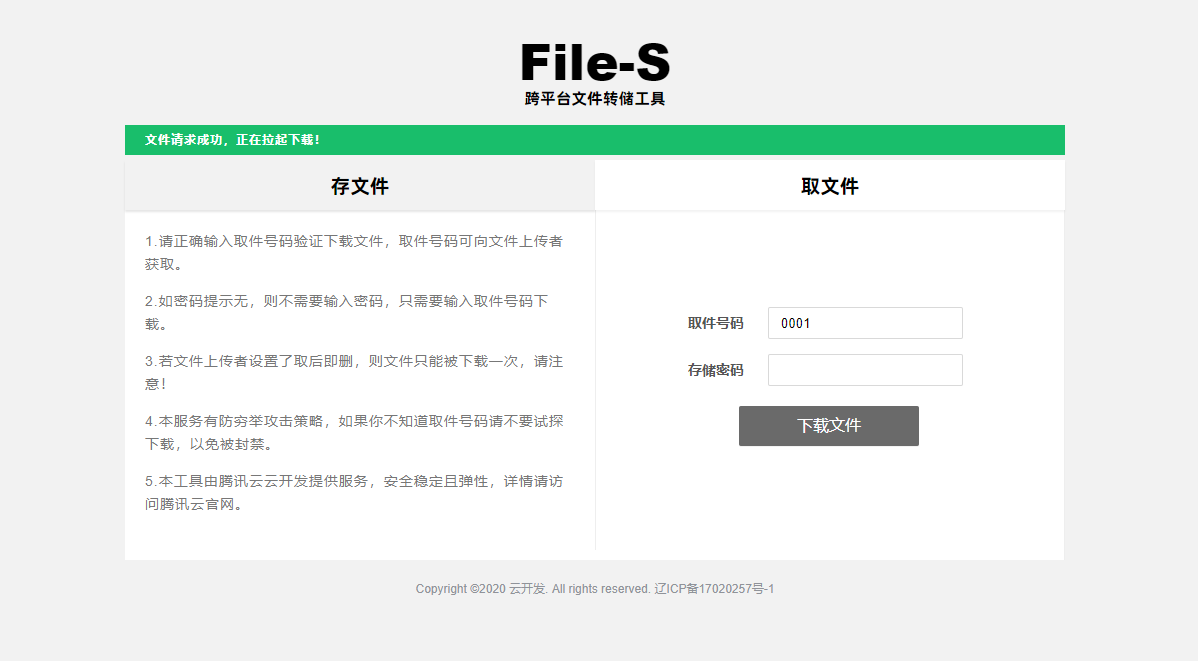 File-S
跨平台文件转储工具
文件请求成功，正在拉起下载！
存文件
取文件
1.请正确输入取件号码验证下载文件，取件号码可向文件上传者
获取。
2.如密码提示无，则不需要输入密码，只需要输入取件号码下
载。
3.若文件上传者设置了取后即删，则文件只能被下载一次，请注
意！
4.本服务有防穷举攻击策略，如果你不知道取件号码请不要试探
下载，以免被封禁。
5.本工具由腾讯云云开发提供服务，安全稳定且弹性，详情请访
问腾讯云官网。
取件号码
0001
存储密码
下载文件
Copyright ©2020 云开发. All rights reserved. 辽ICP备17020257号-1